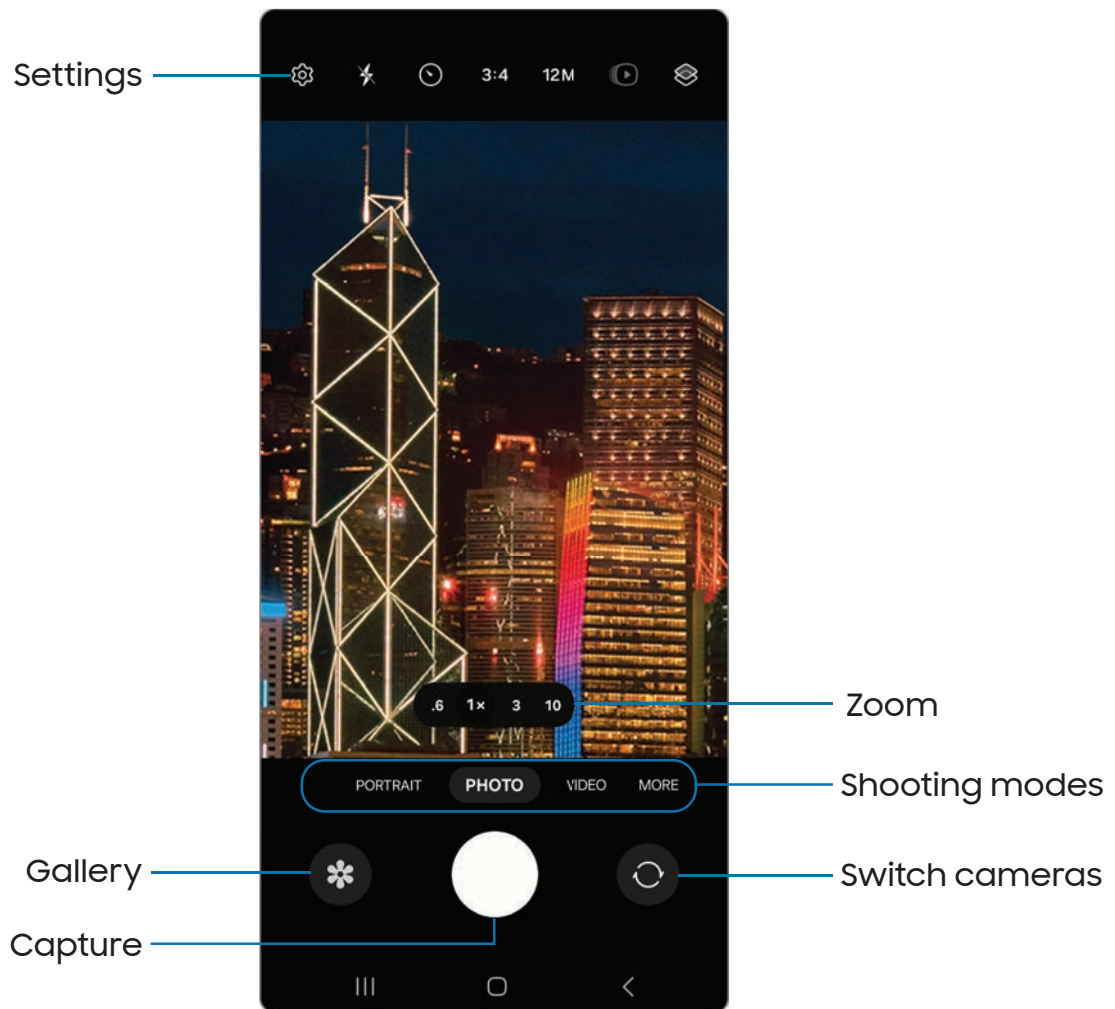 Settings
3:4
12M
.6 1× 3 10
Zoom
PORTRAIT PHOTO VIDEO MORE
Shooting modes
Gallery
Switch cameras
Capture